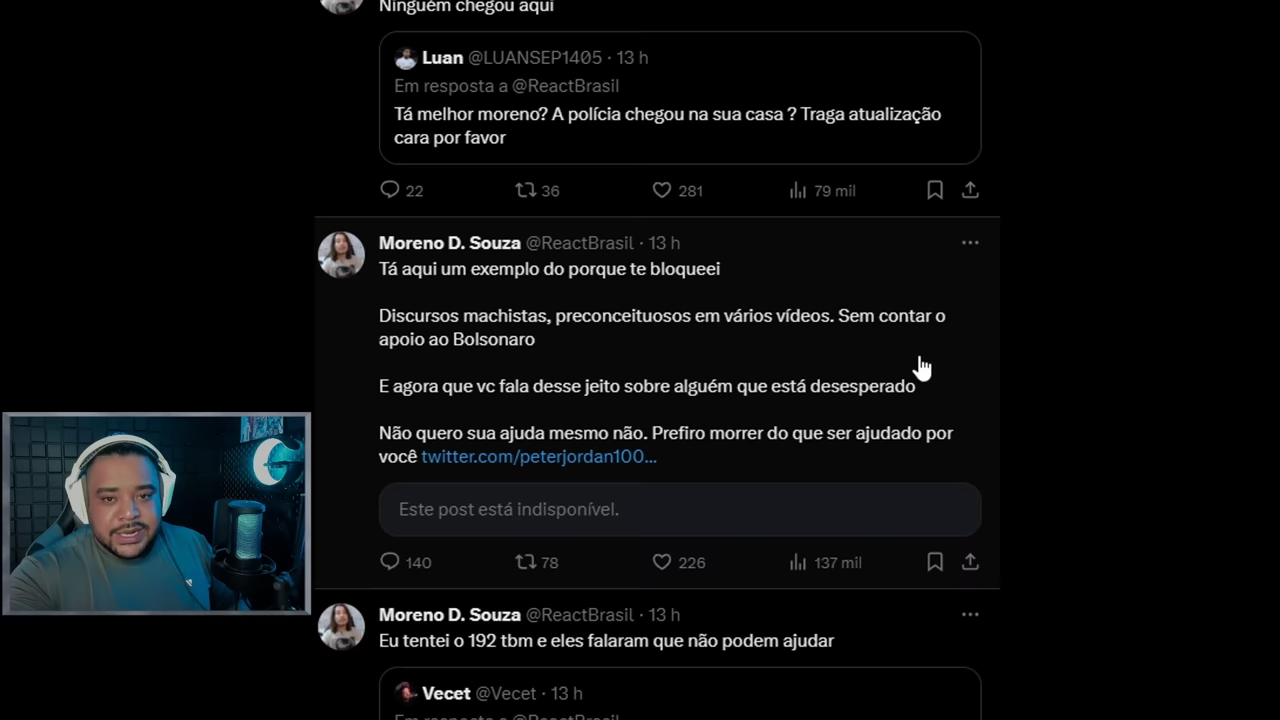 Ninguém chegou aqui
Luan @LUANSEP1405 · 13 h
Em resposta a @ReactBrasil
Tá melhor moreno? A polícia chegou na sua casa ? Traga atualização
cara por favor
22 36 281 79 mil
Moreno D. Souza @ReactBrasil · 13 h
Tá aqui um exemplo do porque te bloqueei
Discursos machistas, preconceituosos em vários vídeos. Sem contar o
apoio ao Bolsonaro
E agora que vc fala desse jeito sobre alguém que está desesperado
Não quero sua ajuda mesmo não. Prefiro morrer do que ser ajudado por
você twitter.com/peterjordan100...
Este post está indisponível.
140 78 226 137 mil
Moreno D. Souza @ReactBrasil · 13 h
Eu tentei o 192 tbm e eles falaram que não podem ajudar
Vecet @Vecet · 13 h
Em resposta a @ReactBrasil